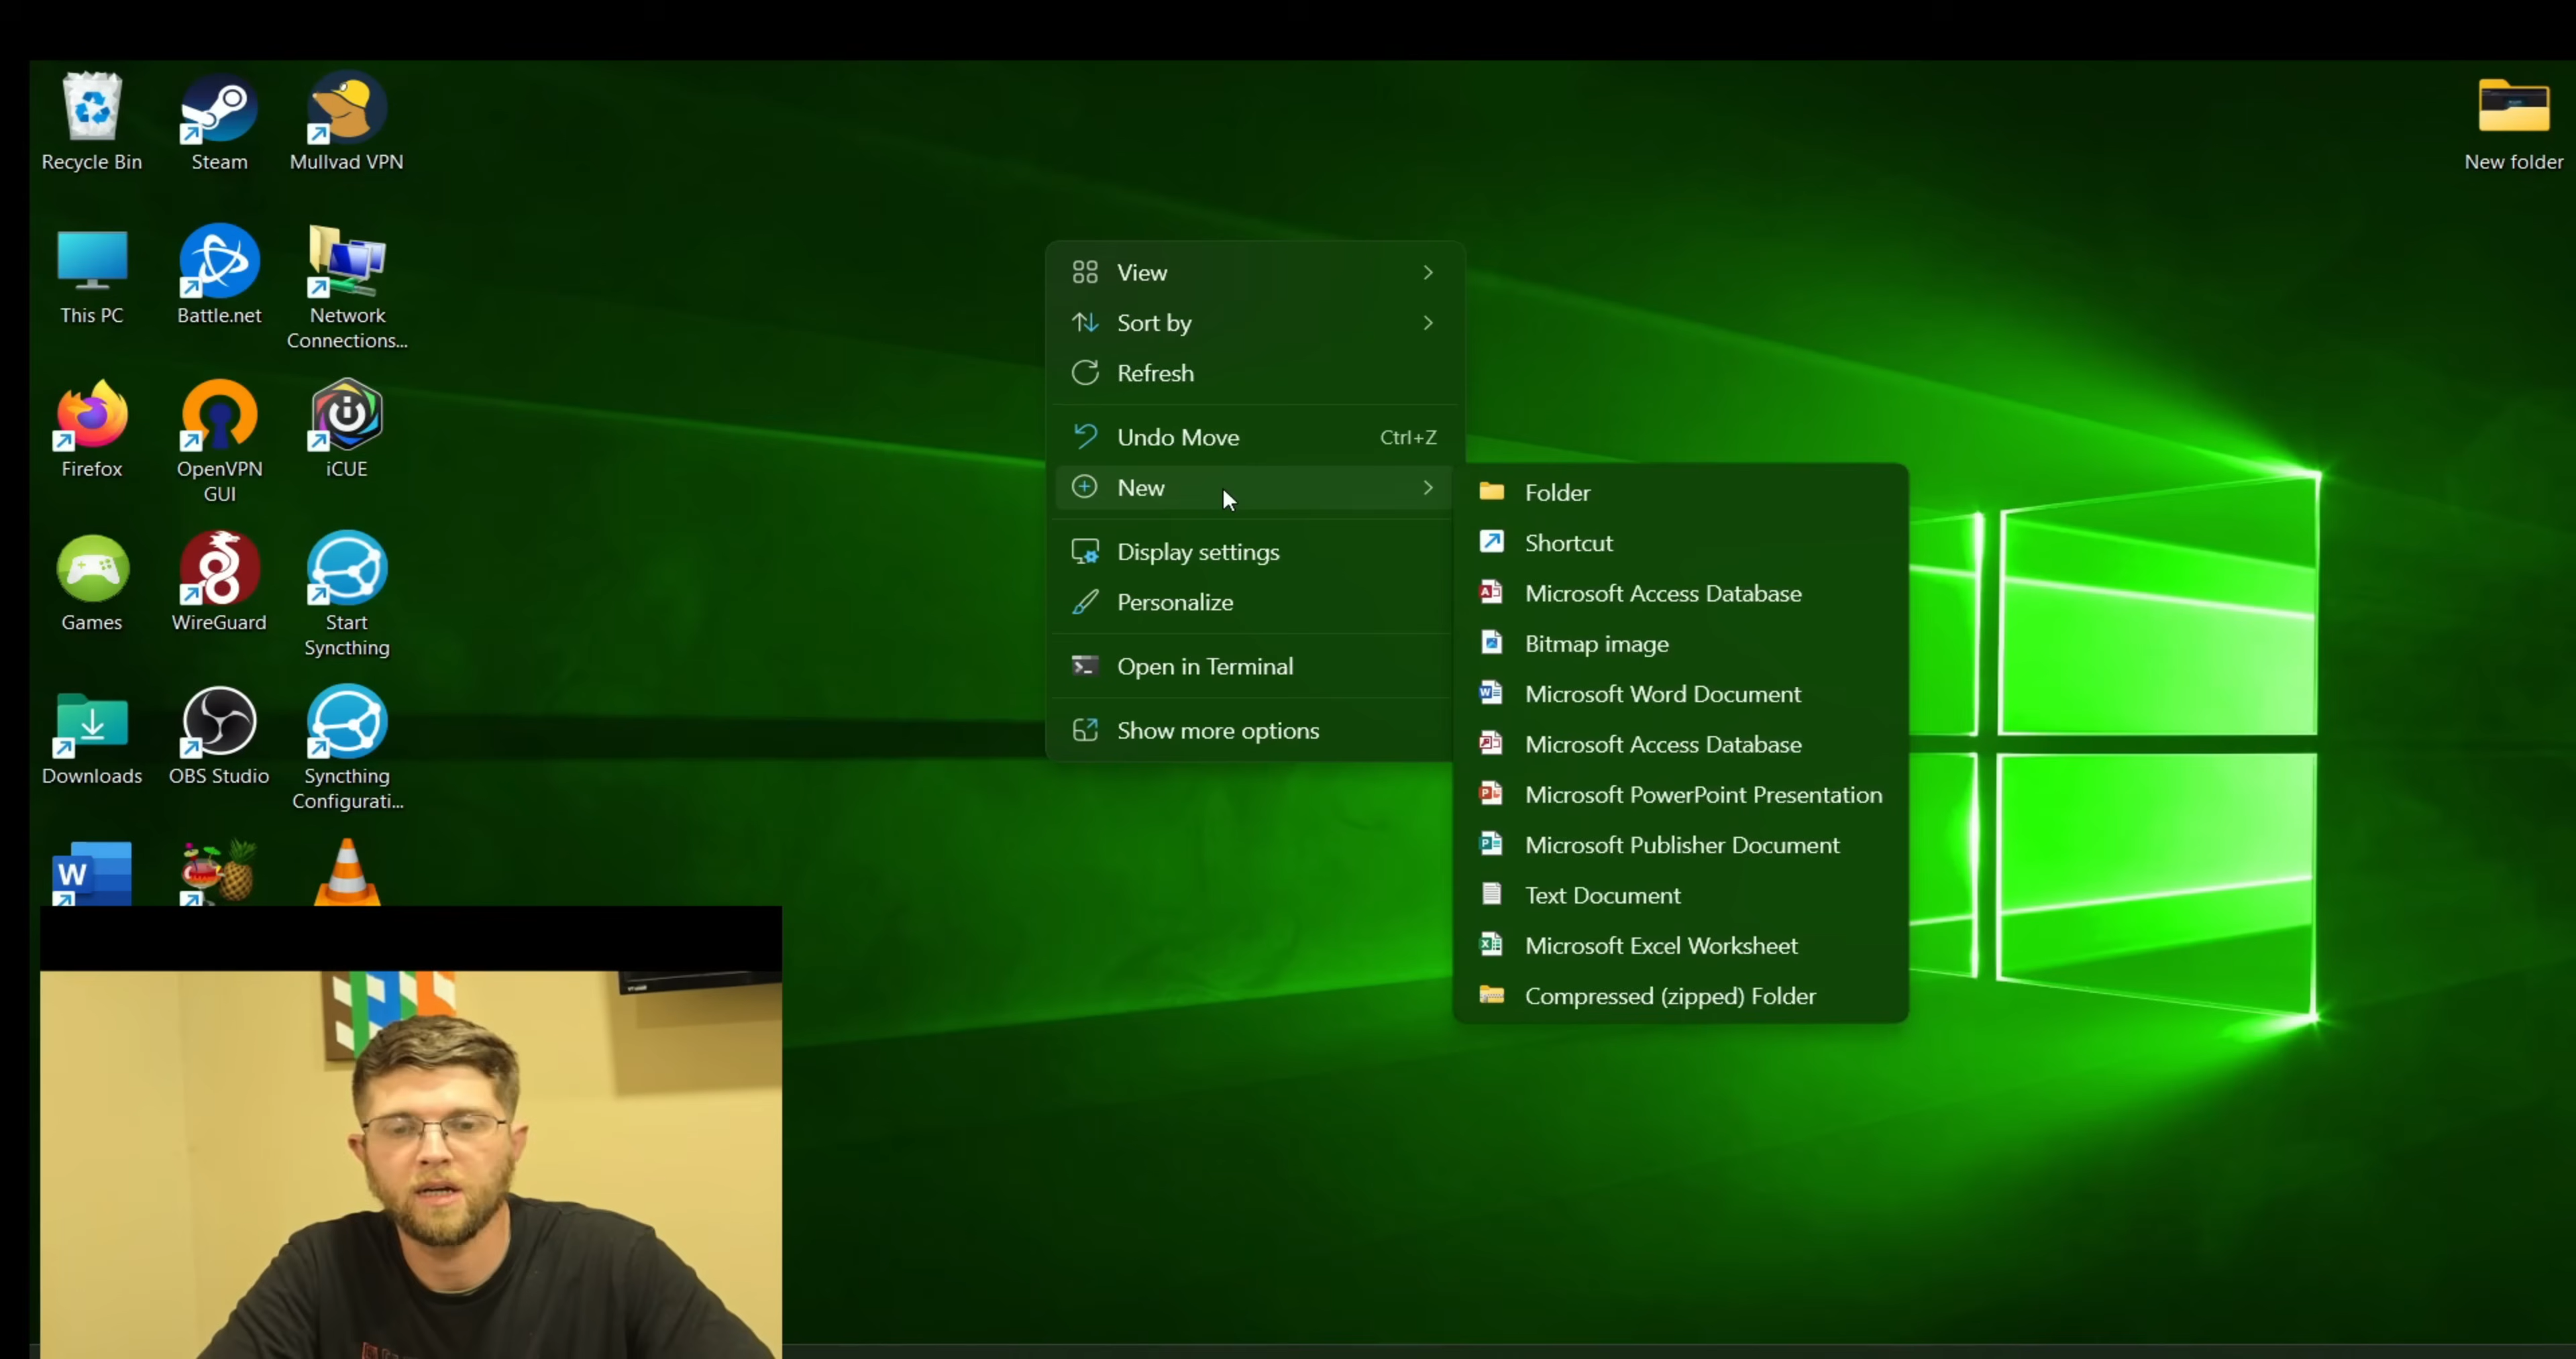 Recycle Bin
Steam
Mullvad VPN
New folder
This PC
Battle.net
Network
Connections...
Firefox
OpenVPN
GUI
iCUE
Games
WireGuard
Start
Syncthing
Downloads
OBS Studio
Syncthing
Configurati...
W
View
Sort by
Refresh
Undo Move Ctrl+Z
New
Display settings
Personalize
Open in Terminal
Show more options
Folder
Shortcut
Microsoft Access Database
Bitmap image
Microsoft Word Document
Microsoft Access Database
Microsoft PowerPoint Presentation
Microsoft Publisher Document
Text Document
Microsoft Excel Worksheet
Compressed (zipped) Folder